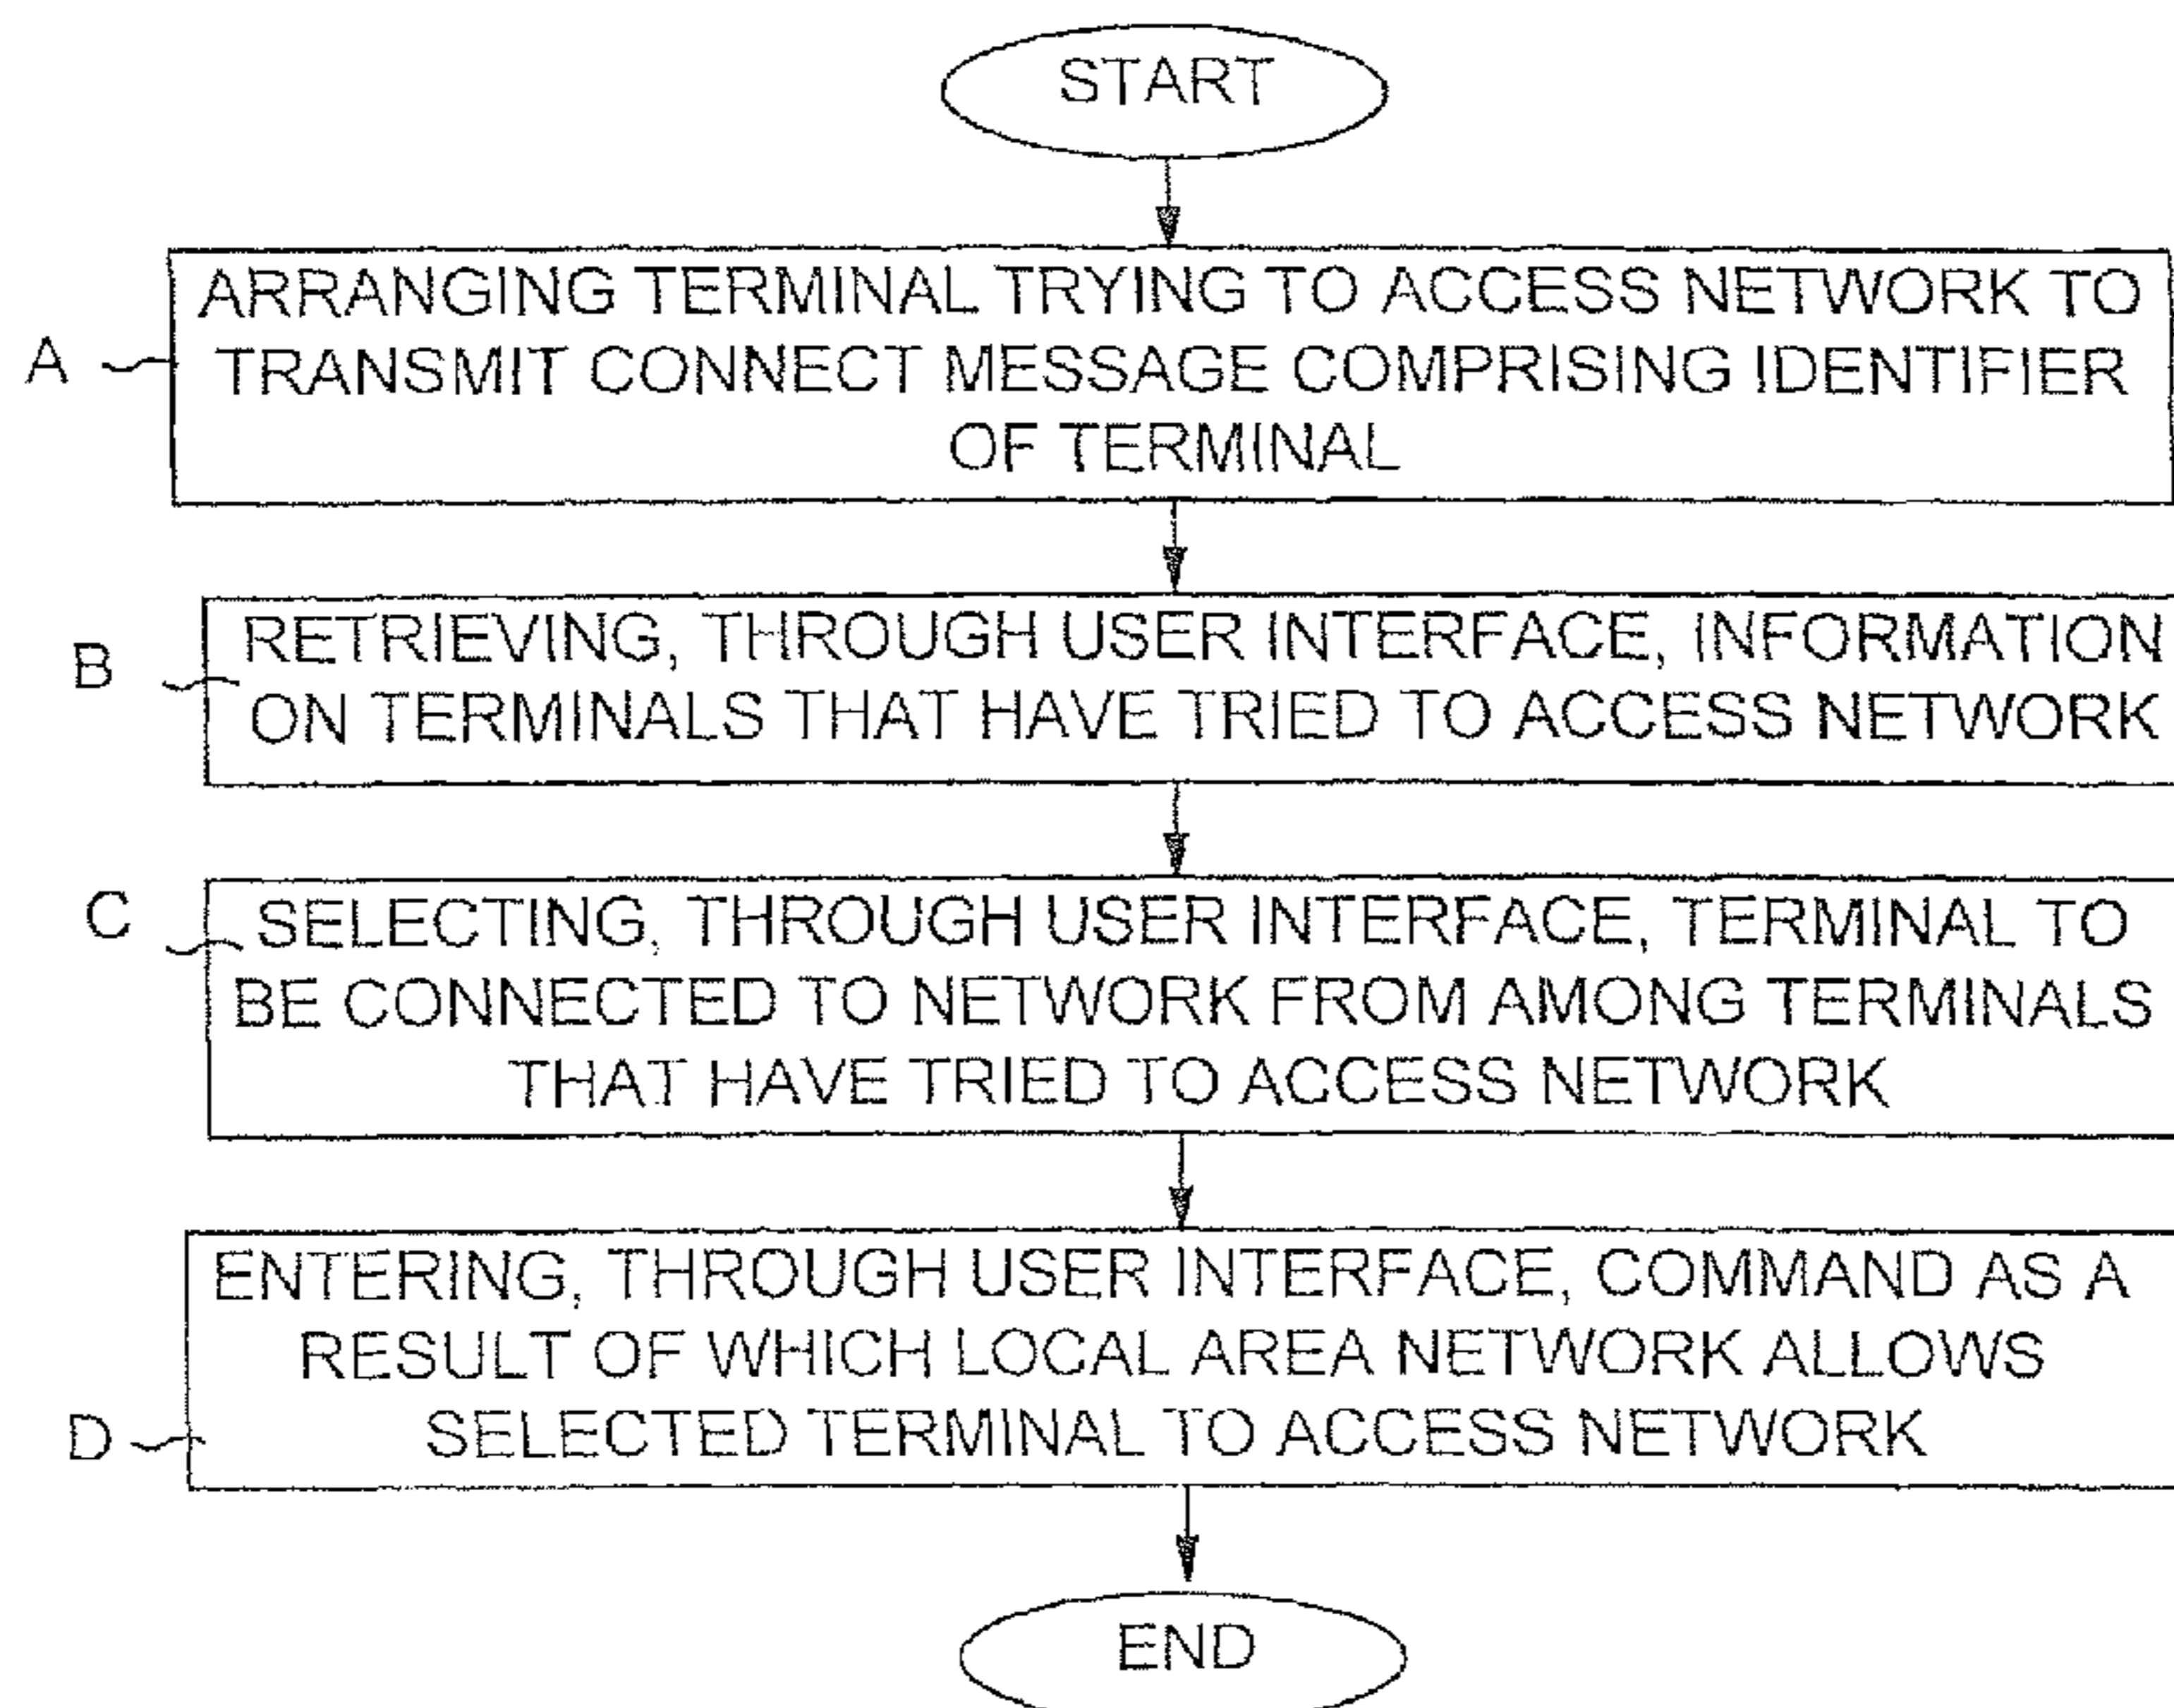 START
ARRANGING TERMINAL TRYING TO ACCESS NETWORK TO
A TRANSMIT CONNECT MESSAGE COMPRISING IDENTIFIER
OF TERMINAL
B RETRIEVING, THROUGH USER INTERFACE, INFORMATION
ON TERMINALS THAT HAVE TRIED TO ACCESS NETWORK
C SELECTING, THROUGH USER INTERFACE, TERMINAL TO
BE CONNECTED TO NETWORK FROM AMONG TERMINALS
THAT HAVE TRIED TO ACCESS NETWORK
ENTERING, THROUGH USER INTERFACE, COMMAND AS A
RESULT OF WHICH LOCAL AREA NETWORK ALLOWS
D SELECTED TERMINAL TO ACCESS NETWORK
END